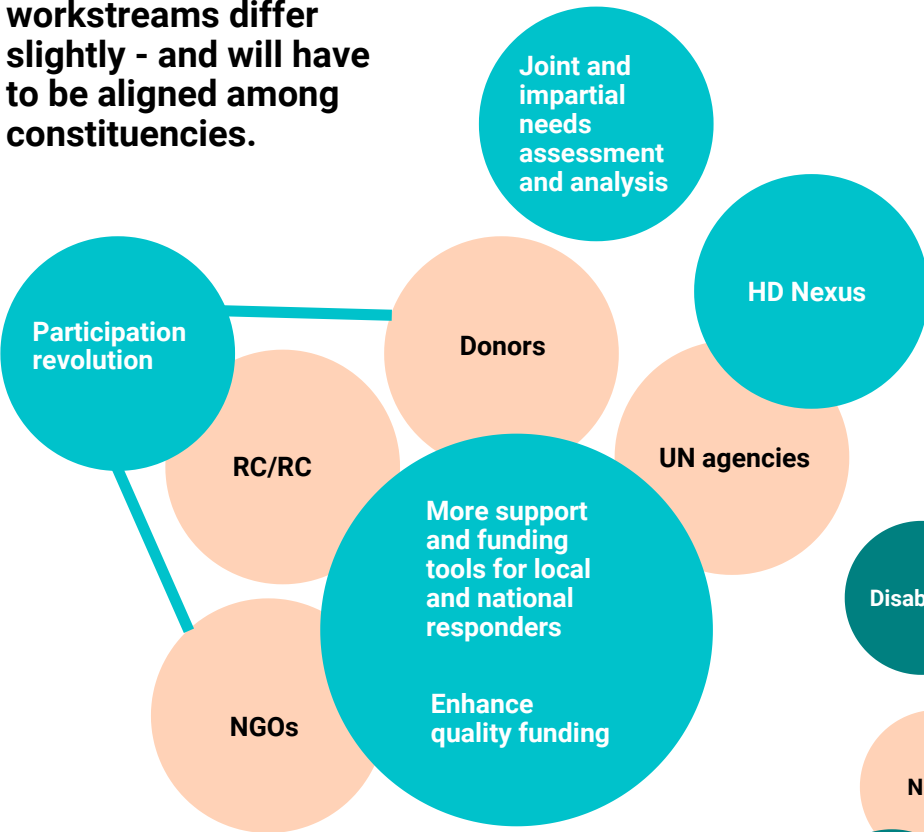 workstreams differ
slightly - and will have
to be aligned among
constituencies.
Joint and
impartial
needs
assessment
and analysis
HD Nexus
Participation
revolution
Donors
RC/RC
UN agencies
More support
and funding
tools for local
and national
responders
Enhance
quality funding
NGOs